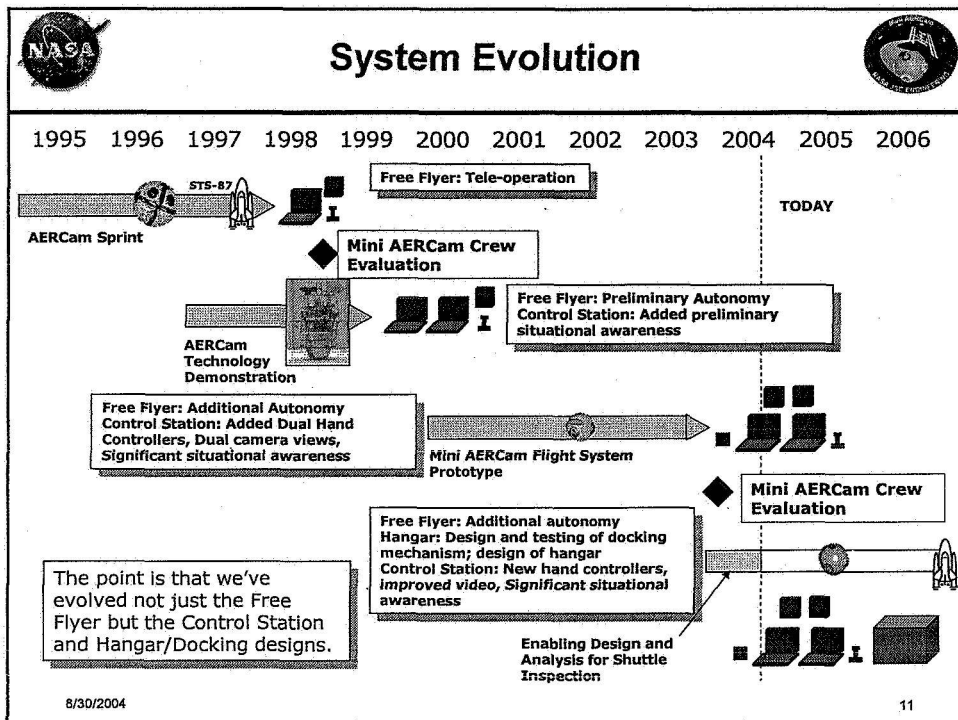 NASA
System Evolution
MINI AERCam
NASA JSC ENGINEERING
1995 1996 1997 1998 1999 2000 2001 2002 2003 2004 2005 2006
STS-87
Free Flyer: Tele-operation
TODAY
AERCam Sprint
Mini AERCam Crew
Evaluation
Free Flyer: Preliminary Autonomy
Control Station: Added preliminary
situational awareness
AERCam
Technology
Demonstration
Free Flyer: Additional Autonomy
Control Station: Added Dual Hand
Controllers, Dual camera views,
Significant situational awareness
Mini AERCam Flight System
Prototype
Mini AERCam Crew
Evaluation
Free Flyer: Additional autonomy
Hangar: Design and testing of docking
mechanism; design of hangar
Control Station: New hand controllers,
improved video, Significant situational
awareness
The point is that we've
evolved not just the Free
Flyer but the Control Station
and Hangar/Docking designs.
Enabling Design and
Analysis for Shuttle
Inspection
8/30/2004
11